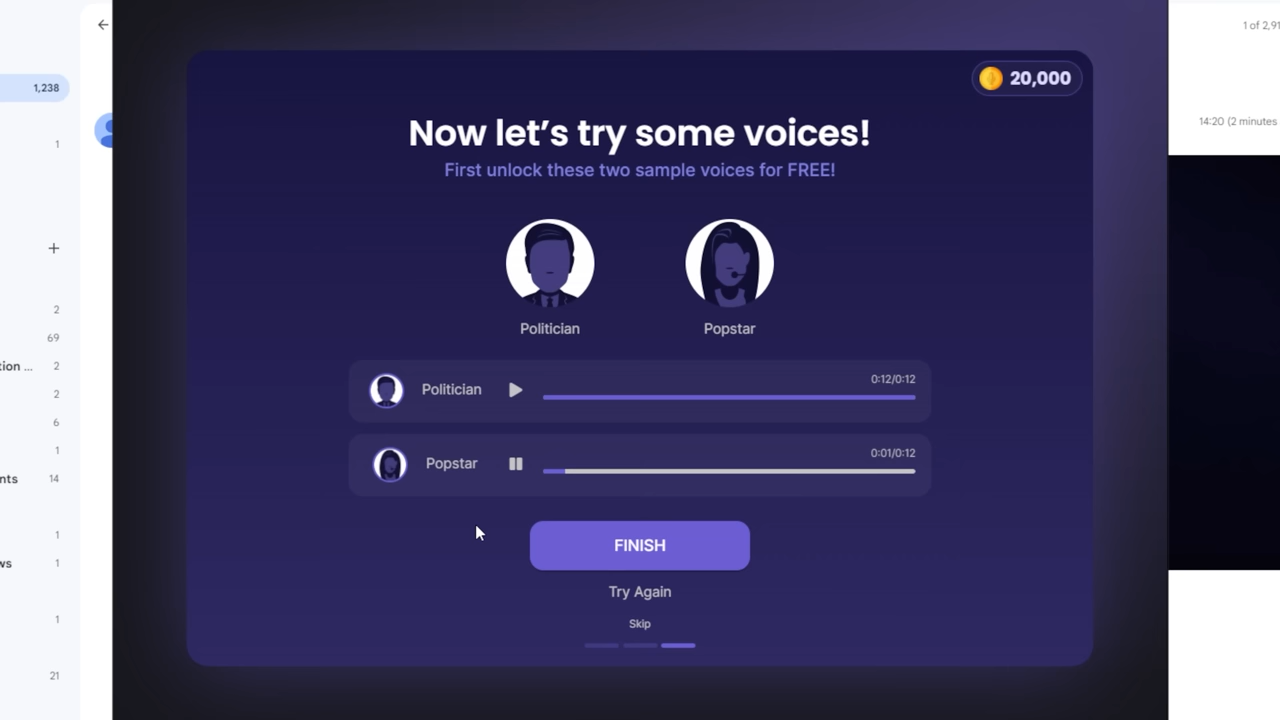 1 of 2,91
1,238
14:20 (2 minutes
1
2
69
tion ... 2
2
6
1
nts 14
1
ws 1
1
21
20,000
Now let's try some voices!
First unlock these two sample voices for FREE!
Politician Popstar
Politician 0:12/0:12
Popstar 0:01/0:12
FINISH
Try Again
Skip